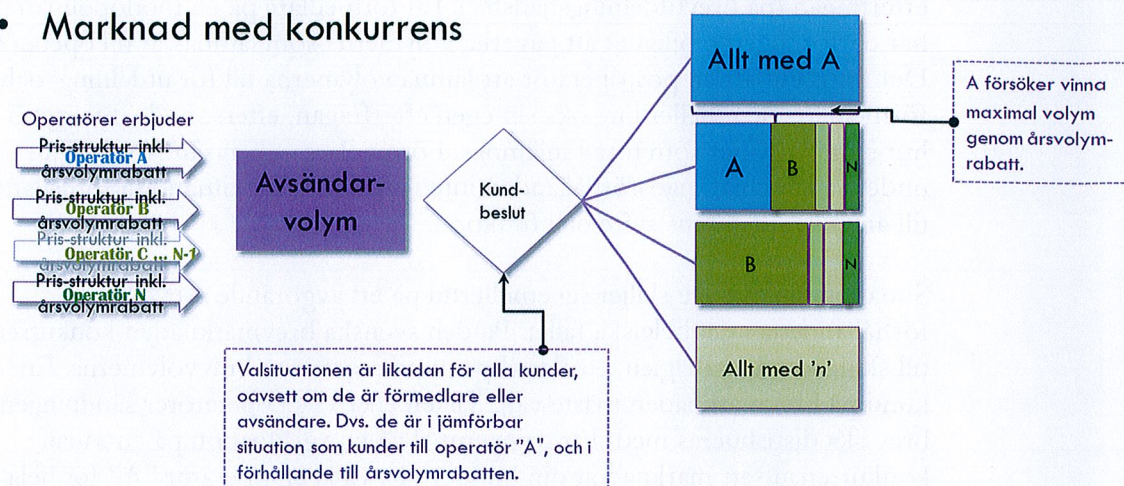 • Marknad med konkurrens
Operatörer erbjuder
Pris-struktur inkl.
Operatör A
årsvolymrabatt
Pris-struktur inkl.
Operatör B
årsvolymrabatt
Pris-struktur inkl.
Operatör C ... N-1
årsvolymrabatt
Pris-struktur inkl.
Operatör N
årsvolymrabatt
Avsändar-
volym
Kund-
beslut
Allt med A
A B N
B N
Allt med 'n'
A försöker vinna
maximal volym
genom årsvolym-
rabatt.
Valsituationen är likadan för alla kunder,
oavsett om de är förmedlare eller
avsändare. Dvs. de är i jämförbar
situation som kunder till operatör "A", och i
förhållande till årsvolymrabatten.